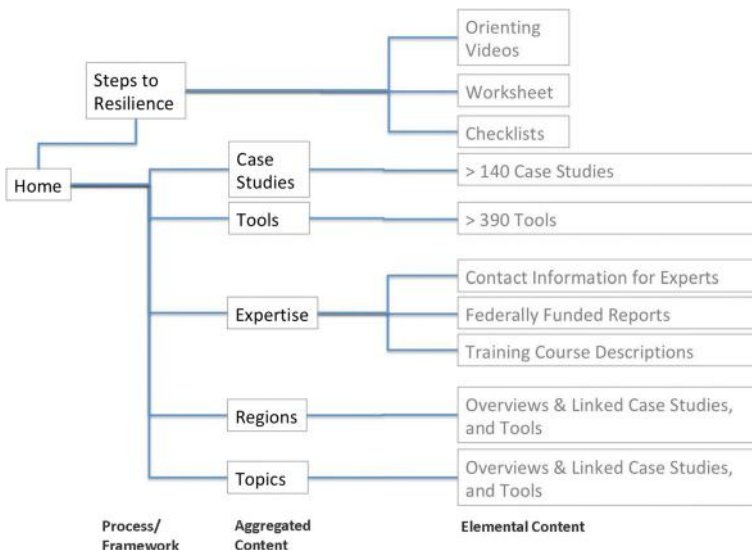 Orienting
Videos
Steps to
Resilience
Worksheet
Checklists
Home
Case
Studies
> 140 Case Studies
Tools
> 390 Tools
Expertise
Contact Information for Experts
Federally Funded Reports
Training Course Descriptions
Regions
Overviews & Linked Case Studies,
and Tools
Topics
Overviews & Linked Case Studies,
and Tools
Process/
Framework
Aggregated
Content
Elemental Content